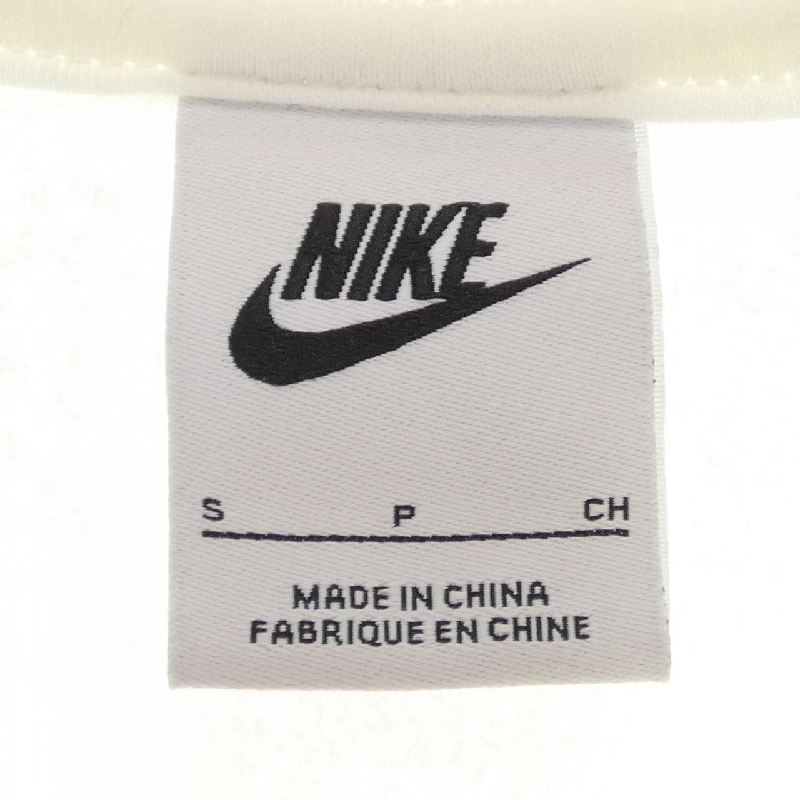 NIKE
S P CH
MADE IN CHINA
FABRIQUE EN CHINE